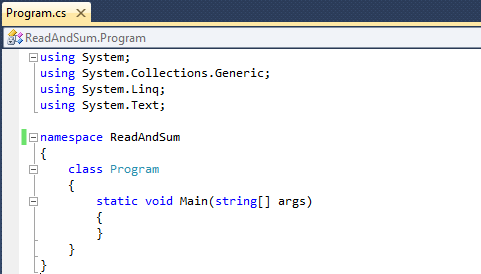 Program.cs
ReadAndSum.Program
using System;
using System.Collections.Generic;
using System.Linq;
using System.Text;
namespace ReadAndSum
{
class Program
{
static void Main(string[] args)
{
}
}
}